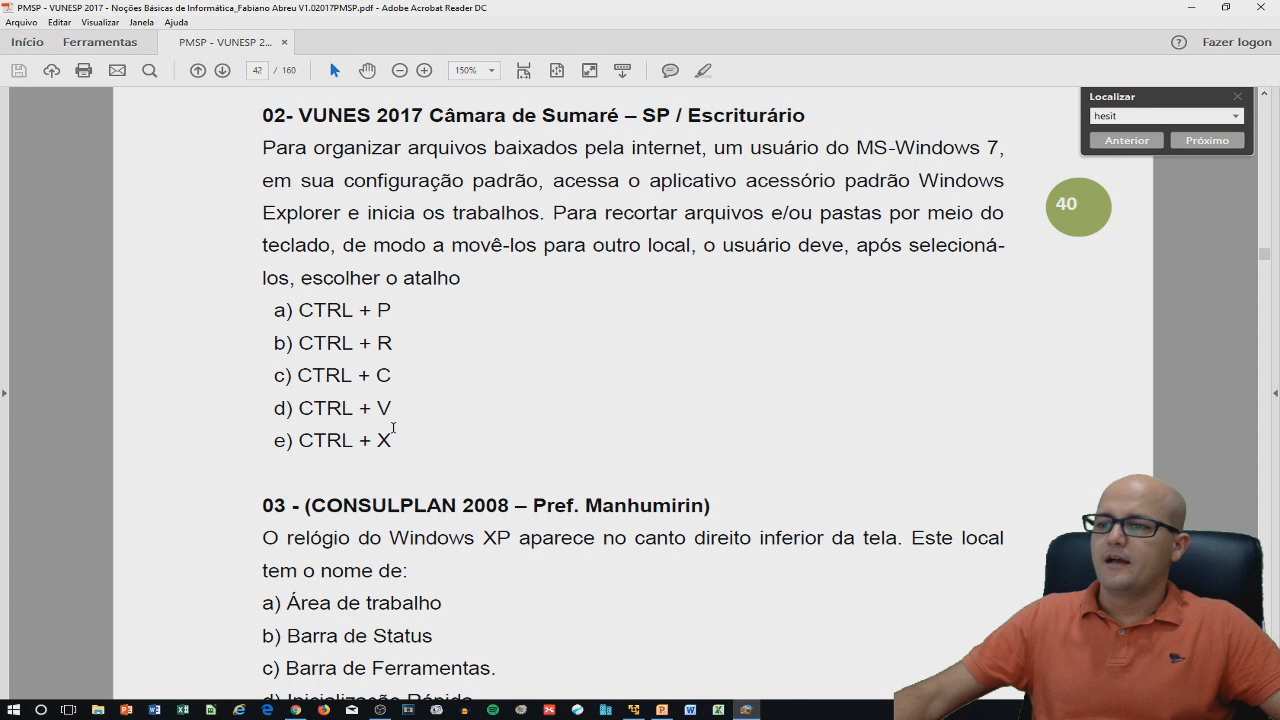 PMSP - VUNESP 2017 - Noções Básicas de Informática_Fabiano Abreu V1.02017PMSP.pdf - Adobe Acrobat Reader DC
Arquivo Editar Visualizar Janela Ajuda
Início Ferramentas PMSP - VUNESP 2... × Fazer logon
42 / 160 150%
Localizar
hesit
Anterior Próximo
40
02- VUNES 2017 Câmara de Sumaré – SP / Escriturário
Para organizar arquivos baixados pela internet, um usuário do MS-Windows 7,
em sua configuração padrão, acessa o aplicativo acessório padrão Windows
Explorer e inicia os trabalhos. Para recortar arquivos e/ou pastas por meio do
teclado, de modo a movê-los para outro local, o usuário deve, após selecioná-
los, escolher o atalho
a) CTRL + P
b) CTRL + R
c) CTRL + C
d) CTRL + V
e) CTRL + X
03 - (CONSULPLAN 2008 – Pref. Manhumirin)
O relógio do Windows XP aparece no canto direito inferior da tela. Este local
tem o nome de:
a) Área de trabalho
b) Barra de Status
c) Barra de Ferramentas.
d) Inicialização Rápida